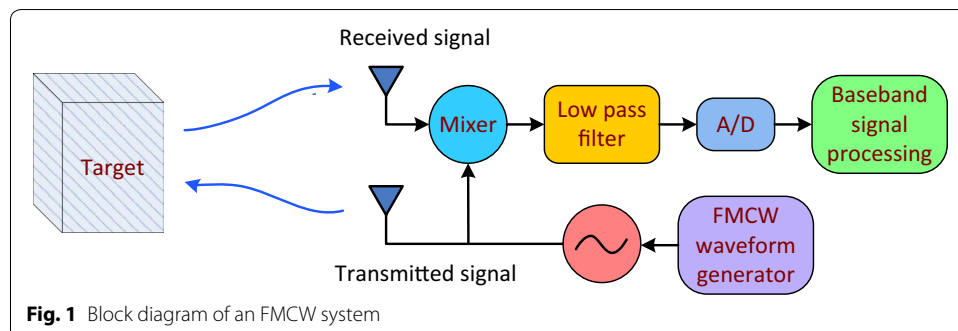 Received signal
Target
Mixer
Low pass
filter
A/D
Baseband
signal
processing
Transmitted signal
FMCW
waveform
generator
Fig. 1 Block diagram of an FMCW system